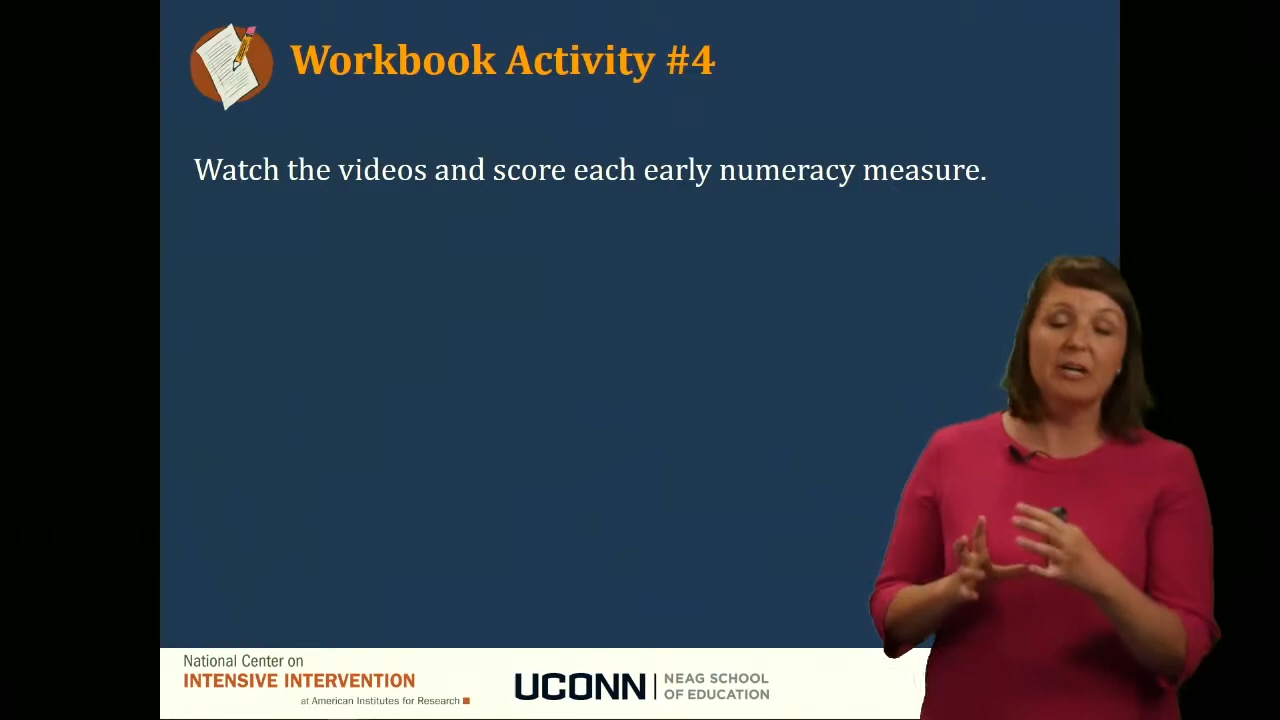 Workbook Activity #4
Watch the videos and score each early numeracy measure.
National Center on
INTENSIVE INTERVENTION
at American Institutes for Research
UCONN
NEAG SCHOOL
OF EDUCATION